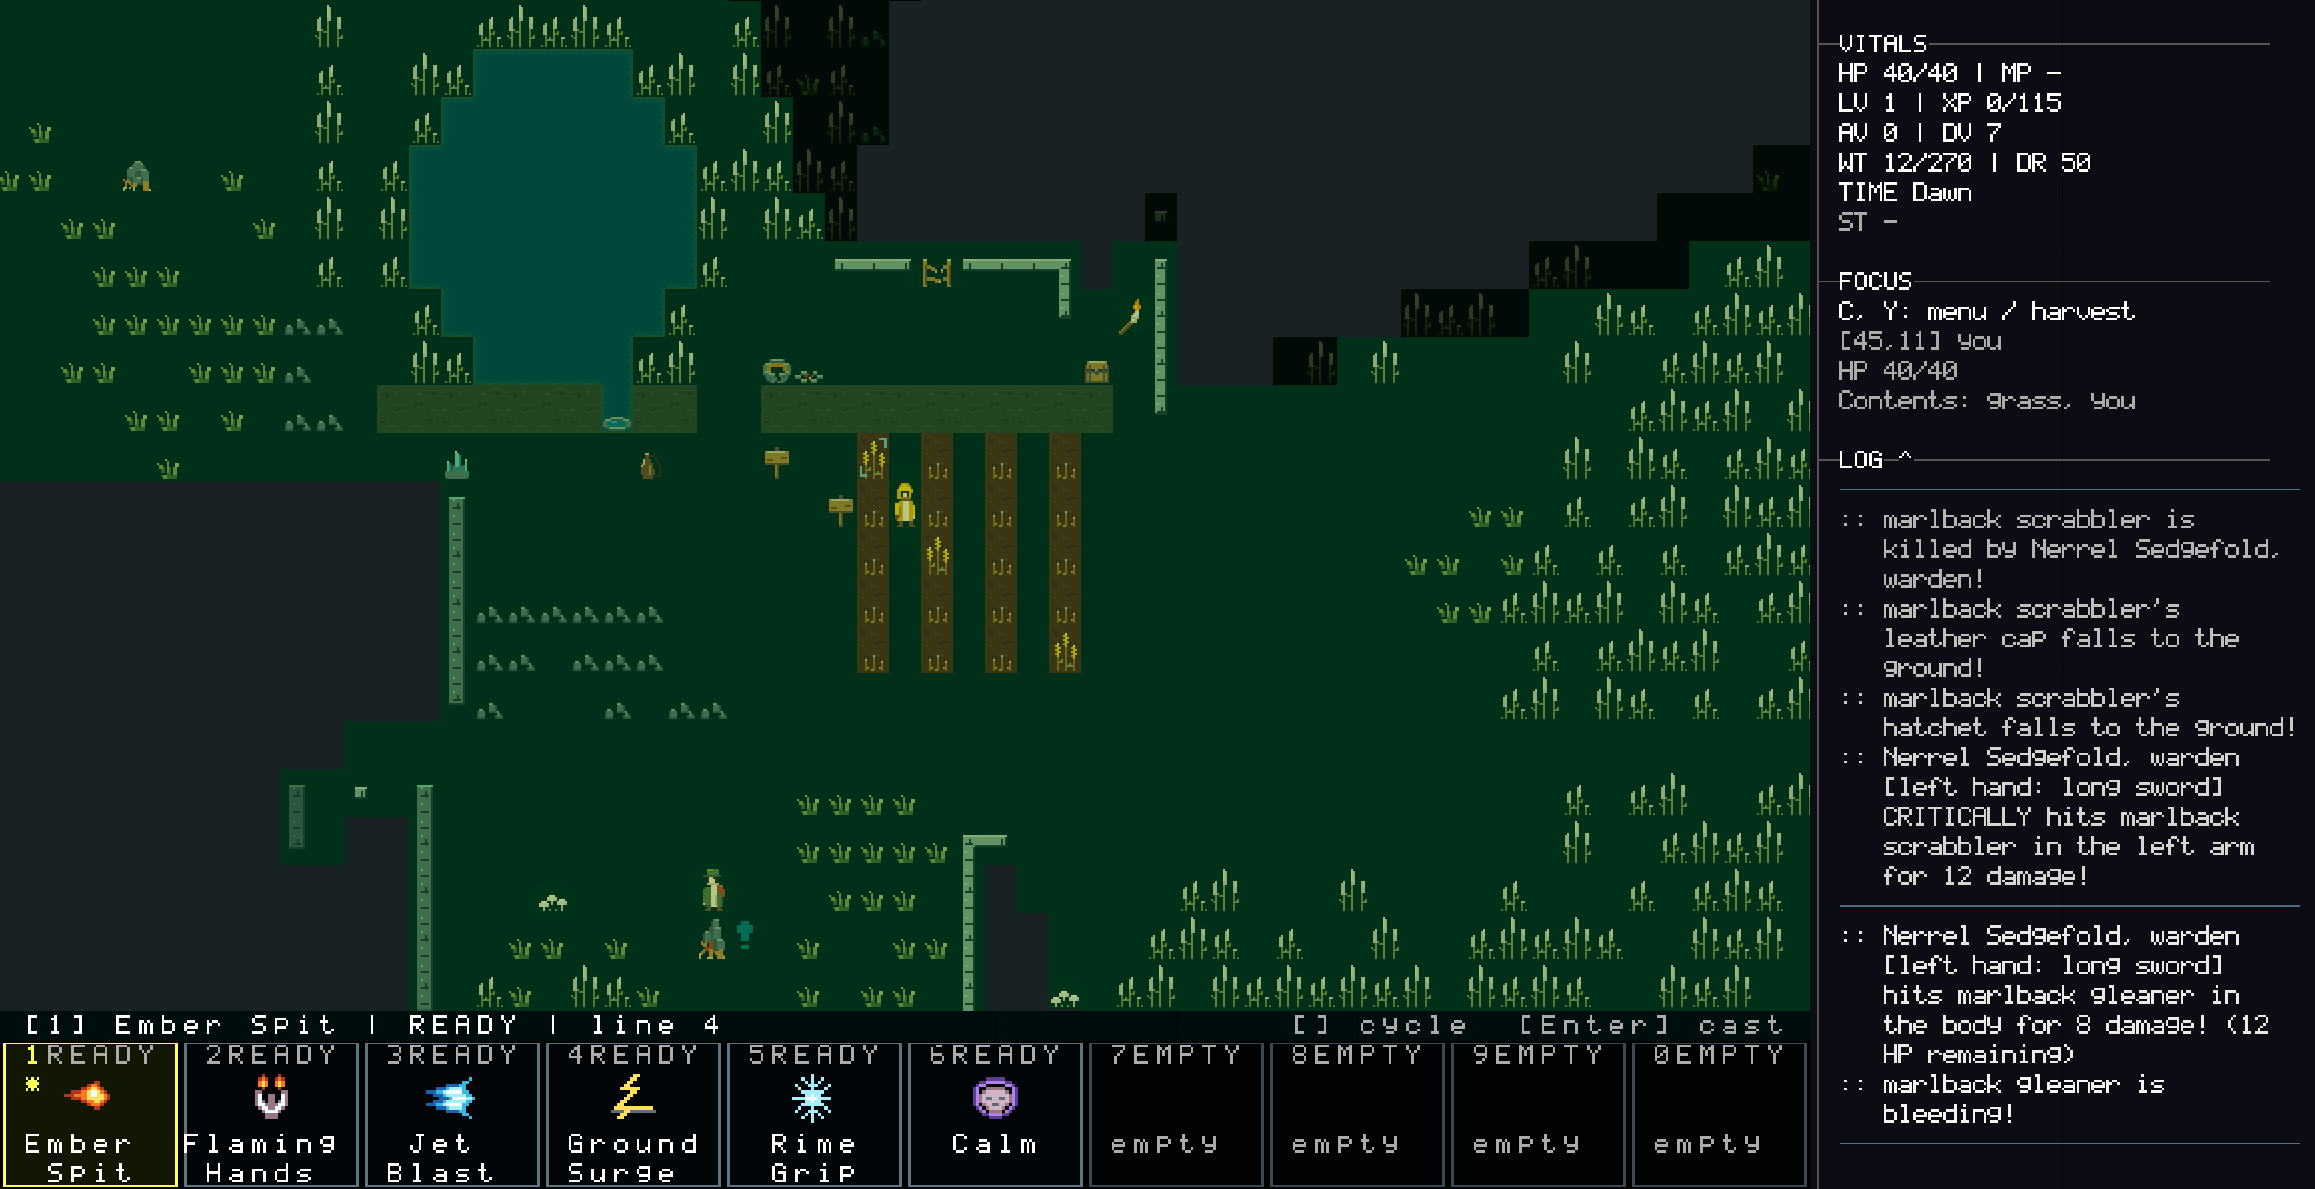 VITALS
HP 40/40 | MP -
LV 1 | XP 0/115
AV 0 | DV 7
WT 12/270 | DR 50
TIME Dawn
ST -
FOCUS
C, Y: menu / harvest
[45,11] you
HP 40/40
Contents: grass, you
LOG ^
:: marlback scrabbler is
killed by Nerrel Sedgefold,
warden!
:: marlback scrabbler's
leather cap falls to the
ground!
:: marlback scrabbler's
hatchet falls to the ground!
:: Nerrel Sedgefold, warden
[left hand: long sword]
CRITICALLY hits marlback
scrabbler in the left arm
for 12 damage!
:: Nerrel Sedgefold, warden
[left hand: long sword]
hits marlback gleaner in
the body for 8 damage! (12
HP remaining)
:: marlback gleaner is
bleeding!
[1] Ember Spit | READY | line 4
[] cycle [Enter] cast
1READY 2READY 3READY 4READY 5READY 6READY 7EMPTY 8EMPTY 9EMPTY 0EMPTY
Ember Flaming Jet Ground Rime Calm empty empty empty empty
Spit Hands Blast Surge Grip